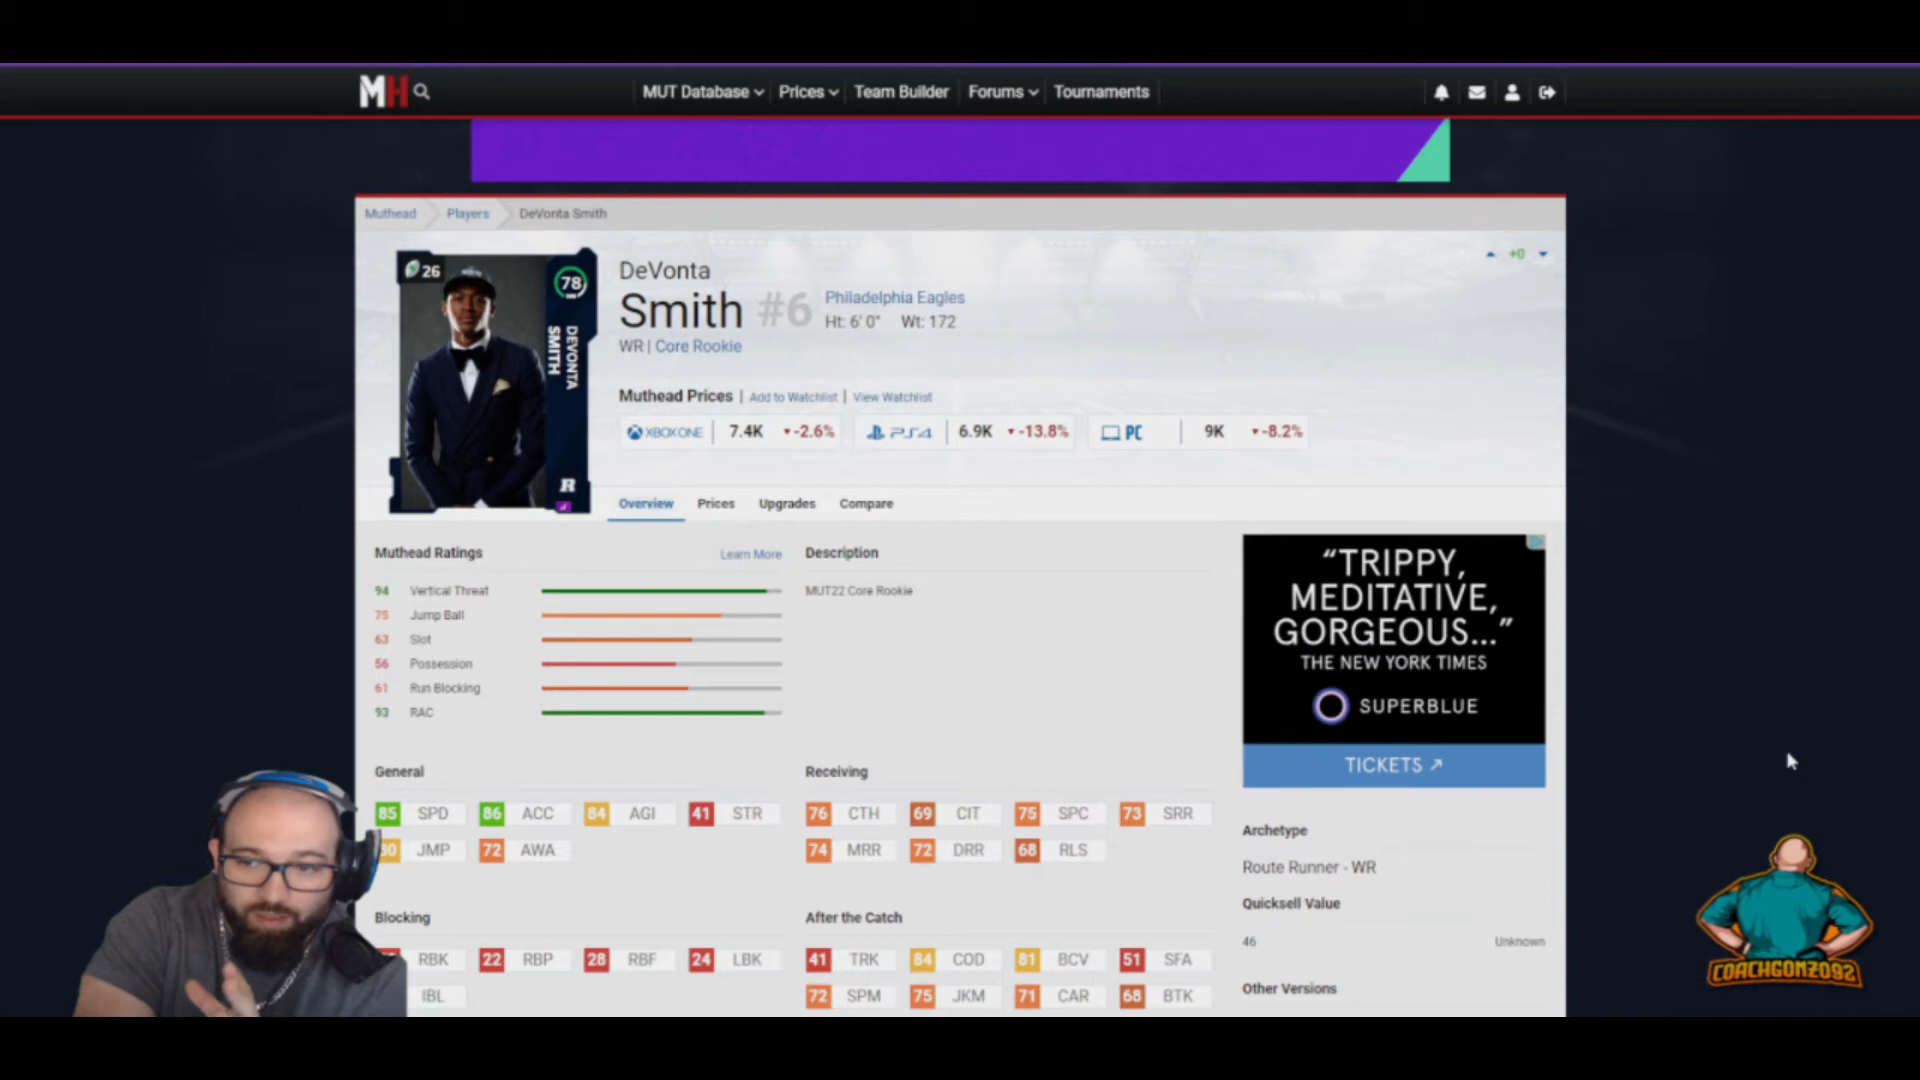 MH
MUT Database Prices Team Builder Forums Tournaments
Muthead Players DeVonta Smith
26
78
DEVONTA
SMITH
R
DeVonta
Smith #6 Philadelphia Eagles
Ht: 6' 0" Wt: 172
WR | Core Rookie
+0
Muthead Prices | Add to Watchlist | View Watchlist
XBOX ONE 7.4K -2.6% PS4 6.9K -13.8% PC 9K -8.2%
Overview Prices Upgrades Compare
Muthead Ratings Learn More
94 Vertical Threat
75 Jump Ball
63 Slot
56 Possession
61 Run Blocking
93 RAC
Description
MUT22 Core Rookie
"TRIPPY,
MEDITATIVE,
GORGEOUS..."
THE NEW YORK TIMES
SUPERBLUE
TICKETS
General
85 SPD 86 ACC 84 AGI 41 STR
JMP 72 AWA
Receiving
76 CTH 69 CIT 75 SPC 73 SRR
74 MRR 72 DRR 68 RLS
Blocking
RBK 22 RBP 28 RBF 24 LBK
IBL
After the Catch
41 TRK 84 COD 81 BCV 51 SFA
72 SPM 75 JKM 71 CAR 68 BTK
Archetype
Route Runner - WR
Quicksell Value
46 Unknown
Other Versions
COACHGONZO92